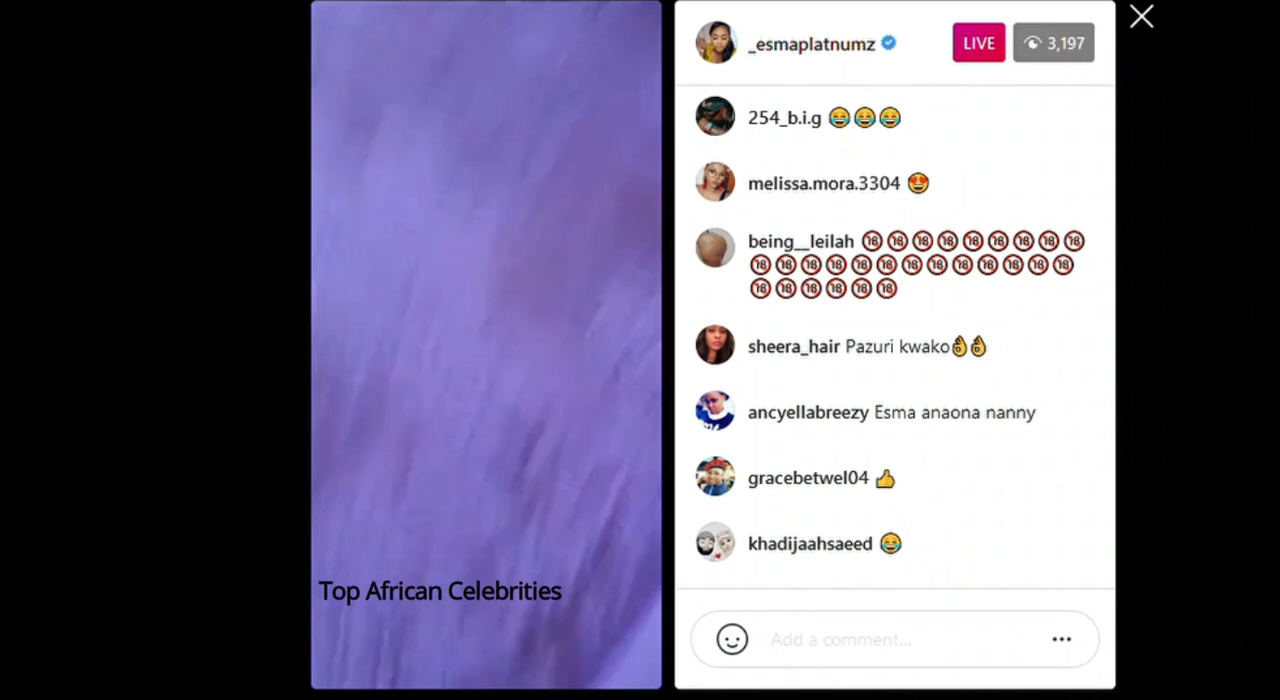 _esmaplatnumz
LIVE
3,197
254_b.i.g 😂😂😂
melissa.mora.3304 😍
being__leilah 🔞🔞🔞🔞🔞🔞🔞🔞🔞
🔞🔞🔞🔞🔞🔞🔞🔞🔞🔞🔞🔞🔞
🔞🔞🔞🔞🔞🔞
sheera_hair Pazuri kwako👌👌
ancyellabreezy Esma anaona nanny
gracebetwel04 👍
khadijaahsaeed 😂
Top African Celebrities
Add a comment...